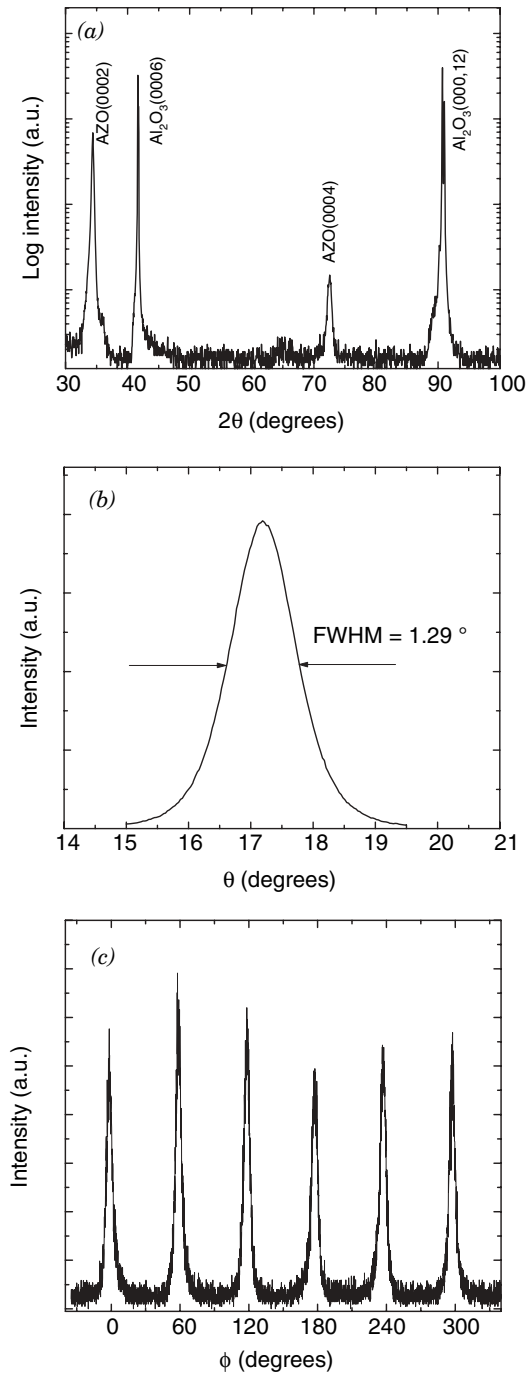 (a)
AZO(0002)
Al₂O₃(0006)
AZO(0004)
Al₂O₃(000,12)
Log intensity (a.u.)
30 40 50 60 70 80 90 100
2θ (degrees)
(b)
FWHM = 1.29 °
Intensity (a.u.)
14 15 16 17 18 19 20 21
θ (degrees)
(c)
Intensity (a.u.)
0 60 120 180 240 300
ϕ (degrees)